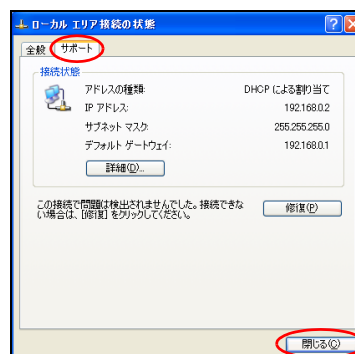 ローカル エリア接続の状態
全般 サポート
接続状態
アドレスの種類: DHCP による割り当て
IP アドレス: 192.168.0.2
サブネット マスク: 255.255.255.0
デフォルト ゲートウェイ: 192.168.0.1
詳細(D)...
この接続で問題は検出されませんでした。接続できな
い場合は、[修復] をクリックしてください。
修復(P)
閉じる(C)